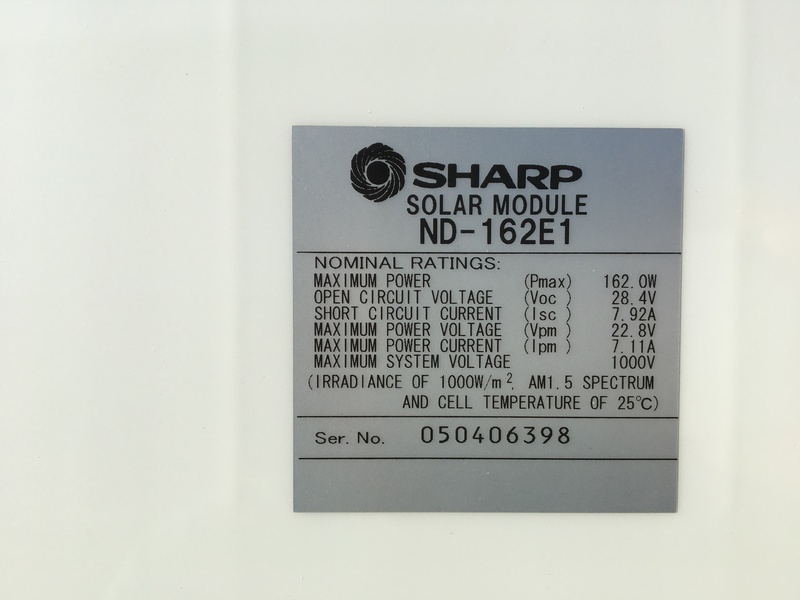 SHARP
SOLAR MODULE
ND-162E1
NOMINAL RATINGS:
MAXIMUM POWER (Pmax) 162.0W
OPEN CIRCUIT VOLTAGE (Voc ) 28.4V
SHORT CIRCUIT CURRENT (Isc ) 7.92A
MAXIMUM POWER VOLTAGE (Vpm ) 22.8V
MAXIMUM POWER CURRENT (Ipm ) 7.11A
MAXIMUM SYSTEM VOLTAGE 1000V
(IRRADIANCE OF 1000W/m², AM1.5 SPECTRUM
AND CELL TEMPERATURE OF 25℃)
Ser. No. 050406398